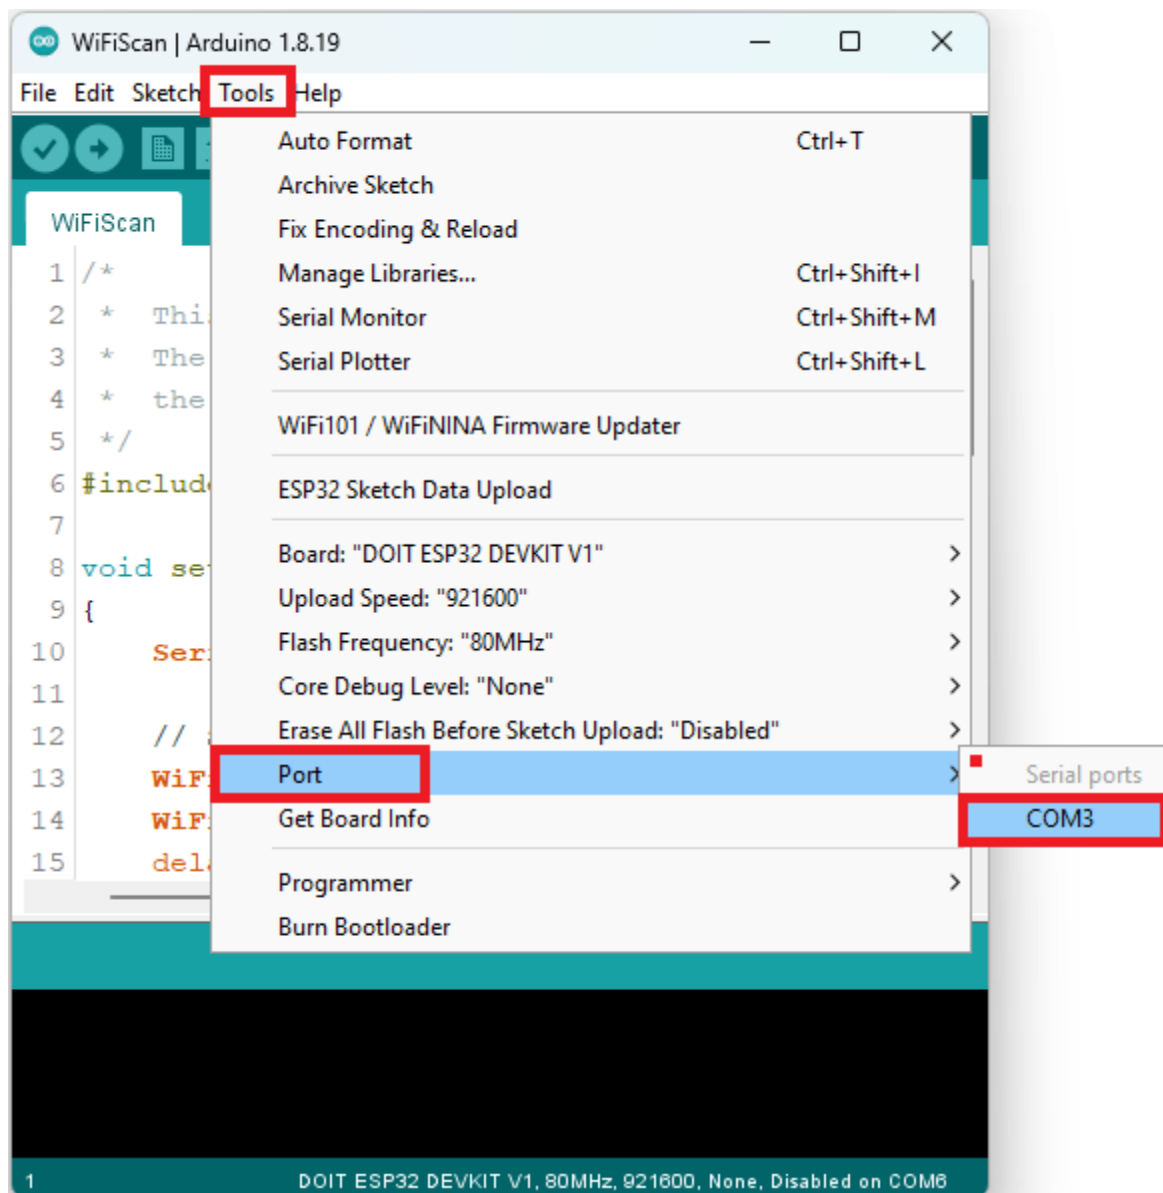 WiFiScan | Arduino 1.8.19
File Edit Sketch Tools Help
Auto Format Ctrl+T
Archive Sketch
Fix Encoding & Reload
Manage Libraries... Ctrl+Shift+I
Serial Monitor Ctrl+Shift+M
Serial Plotter Ctrl+Shift+L
WiFi101 / WiFiNINA Firmware Updater
ESP32 Sketch Data Upload
Board: "DOIT ESP32 DEVKIT V1"
Upload Speed: "921600"
Flash Frequency: "80MHz"
Core Debug Level: "None"
Erase All Flash Before Sketch Upload: "Disabled"
Port
Get Board Info
Programmer
Burn Bootloader
Serial ports
COM3
WiFiScan
1 /*
2 *
3 * The
4 * the
5 */
6
7
8 void
9 {
10
11
12 //
13
14
15
1 DOIT ESP32 DEVKIT V1, 80MHz, 921600, None, Disabled on COM6